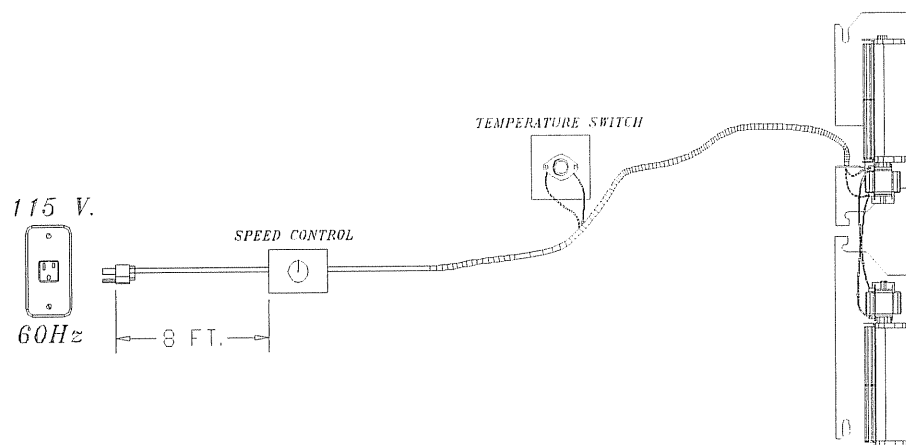 TEMPERATURE SWITCH
115 V.
SPEED CONTROL
60Hz
8 FT.